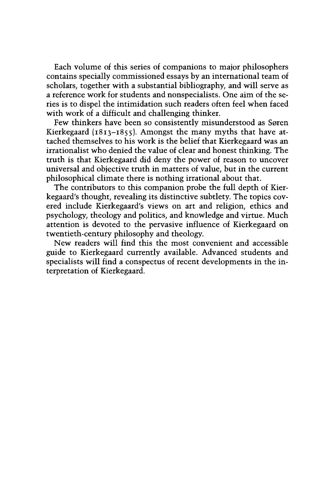 Each volume of this series of companions to major philosophers
contains specially commissioned essays by an international team of
scholars, together with a substantial bibliography, and will serve as
a reference work for students and nonspecialists. One aim of the se-
ries is to dispel the intimidation such readers often feel when faced
with work of a difficult and challenging thinker.
Few thinkers have been so consistently misunderstood as Søren
Kierkegaard (1813–1855). Amongst the many myths that have at-
tached themselves to his work is the belief that Kierkegaard was an
irrationalist who denied the value of clear and honest thinking. The
truth is that Kierkegaard did deny the power of reason to uncover
universal and objective truth in matters of value, but in the current
philosophical climate there is nothing irrational about that.
The contributors to this companion probe the full depth of Kier-
kegaard's thought, revealing its distinctive subtlety. The topics cov-
ered include Kierkegaard's views on art and religion, ethics and
psychology, theology and politics, and knowledge and virtue. Much
attention is devoted to the pervasive influence of Kierkegaard on
twentieth-century philosophy and theology.
New readers will find this the most convenient and accessible
guide to Kierkegaard currently available. Advanced students and
specialists will find a conspectus of recent developments in the in-
terpretation of Kierkegaard.